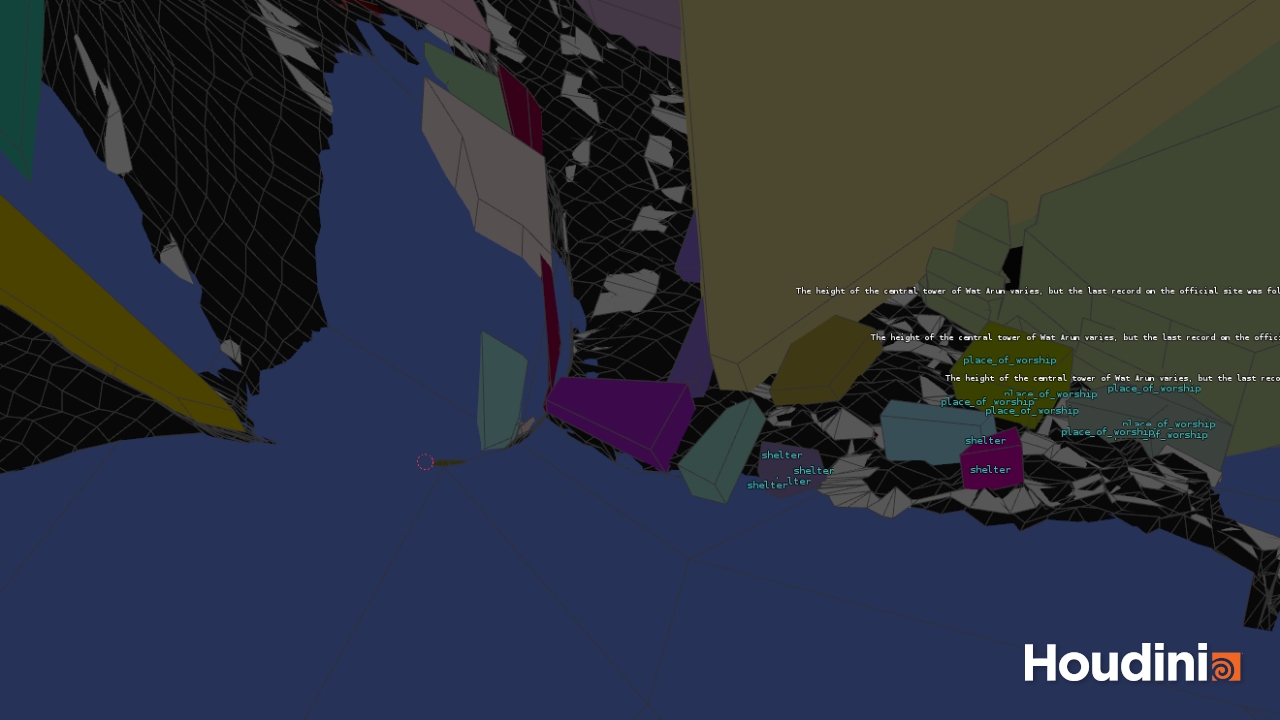 The height of the central tower of Wat Arun varies, but the last record on the official site was fol
The height of the central tower of Wat Arun varies, but the last record on the offic
place_of_worship
The height of the central tower of Wat Arun varies, but the last reco
place_of_worship
place_of_worship
place_of_worship
place_of_worship
place_of_worship
place_of_worship
f_worship
shelter
shelter
shelter
shelter
lter
shelter
Houdini